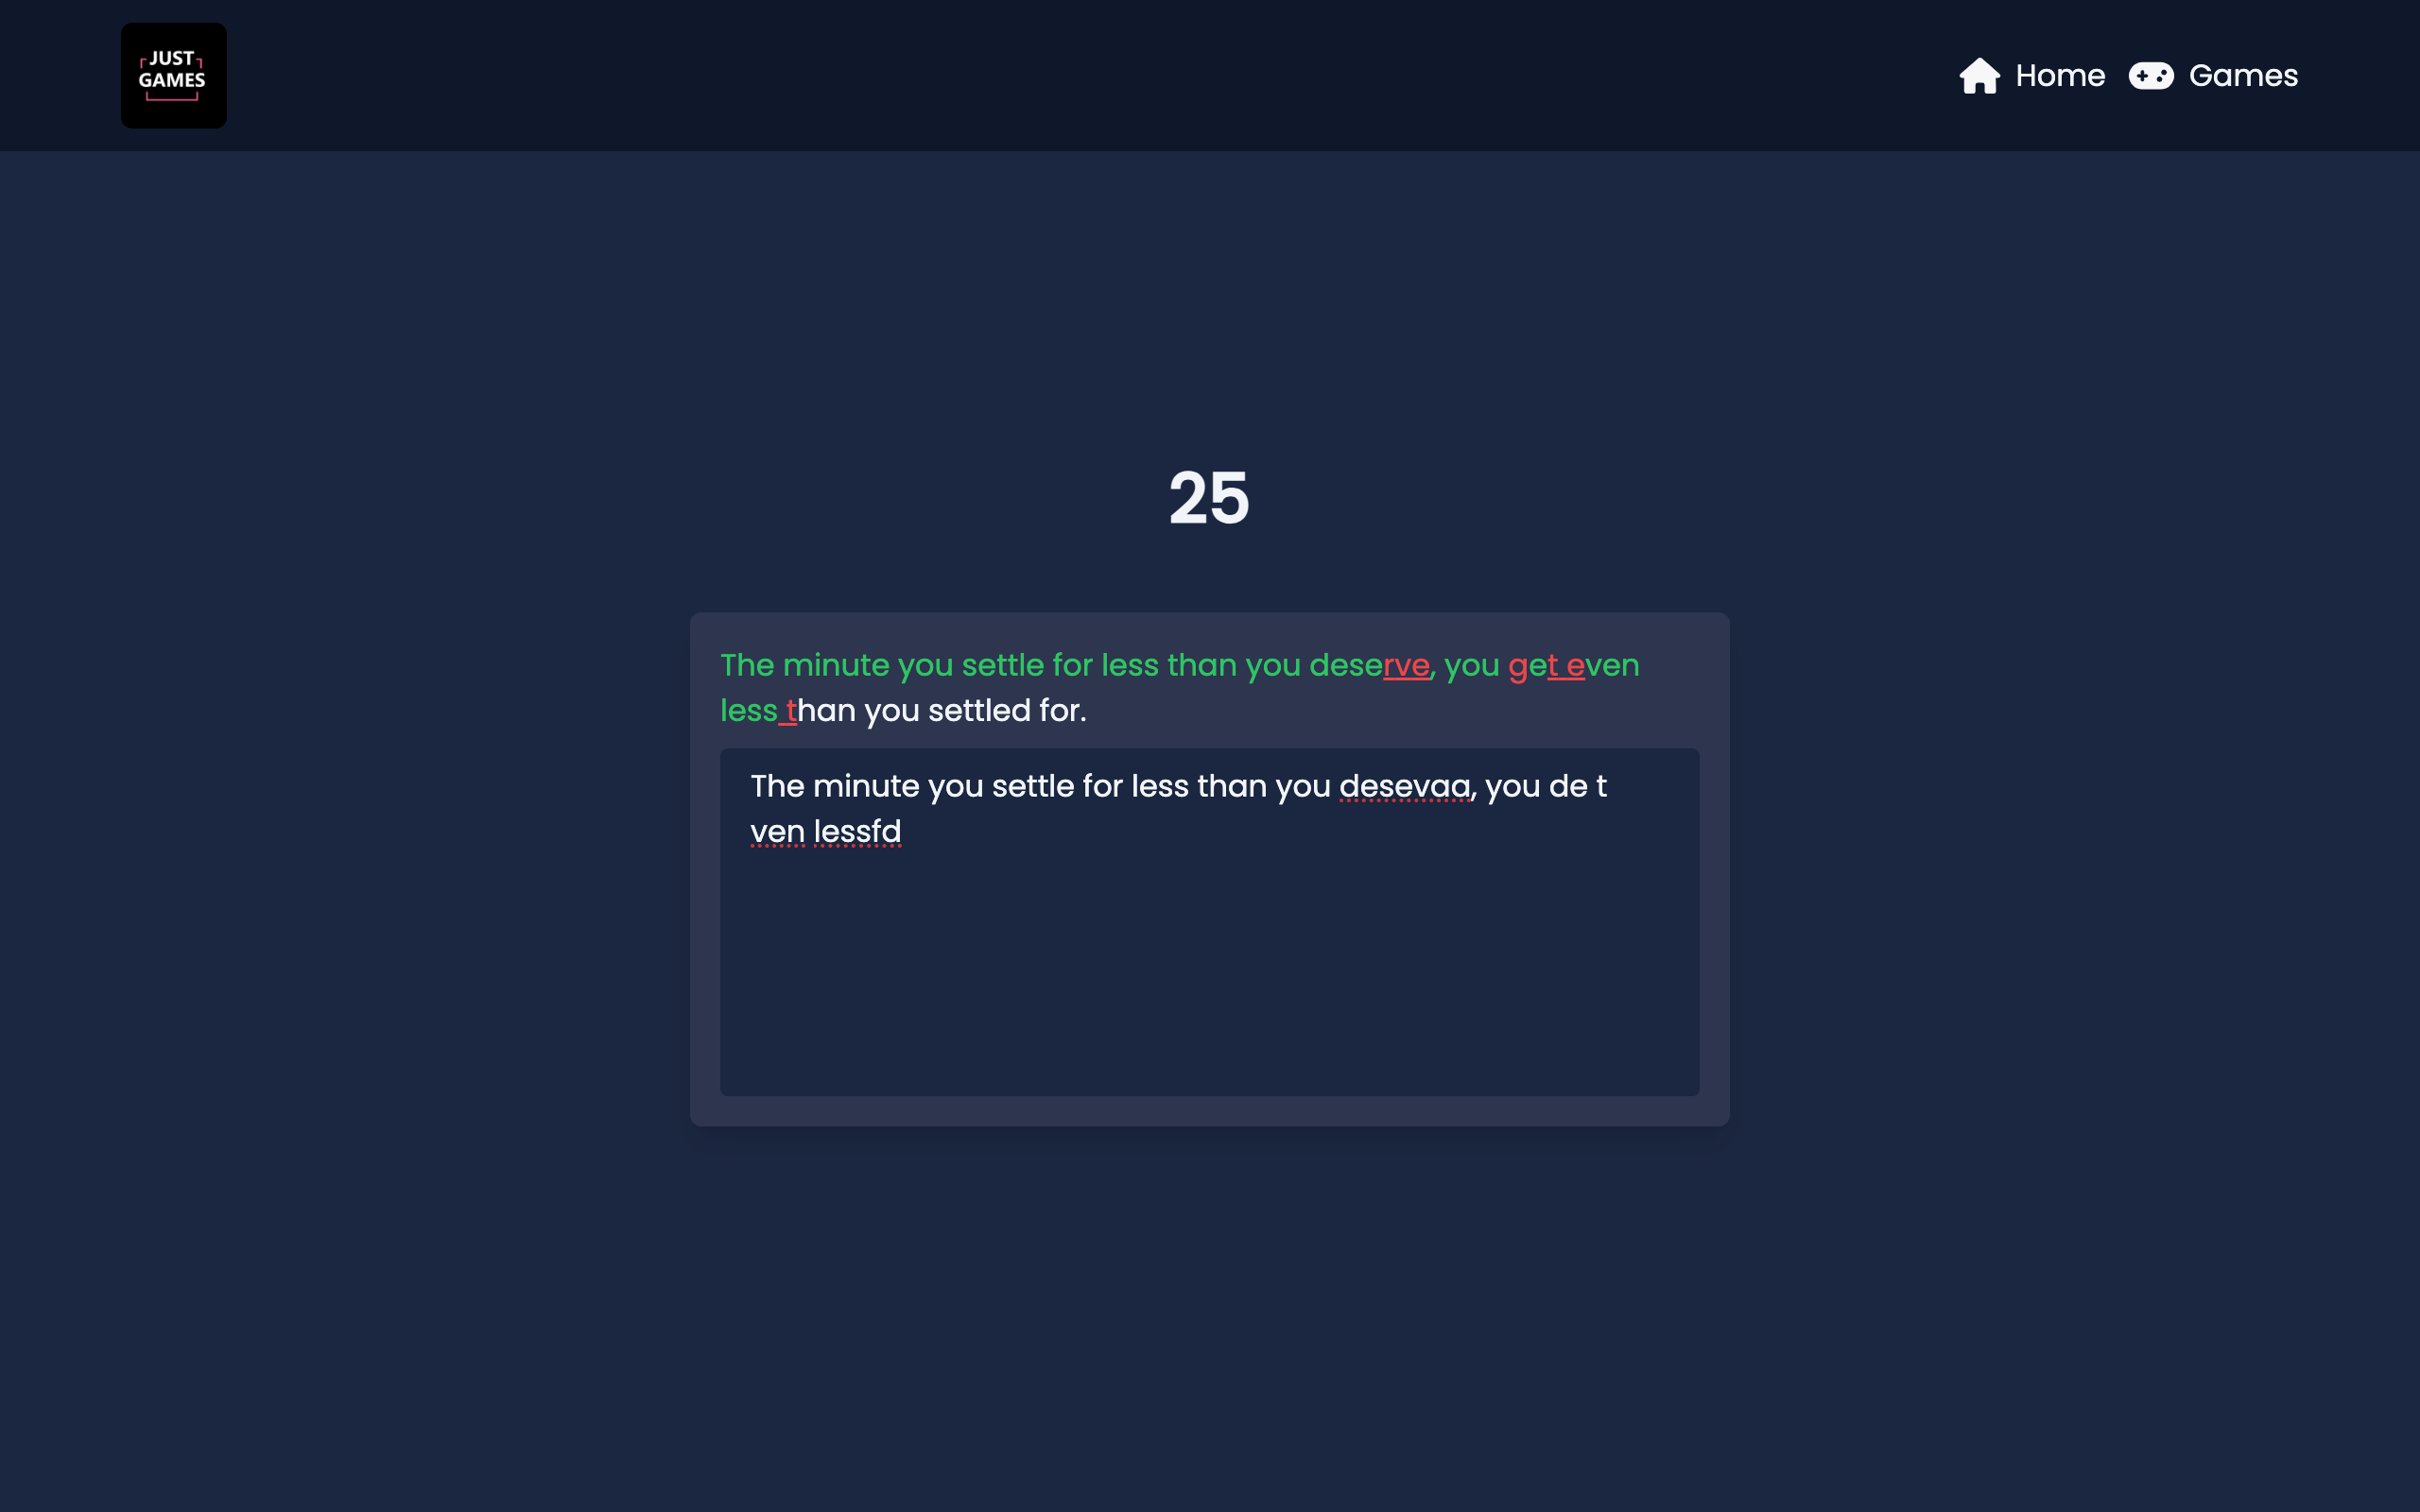 JUST
GAMES
Home
Games
25
The minute you settle for less than you deserve, you get even
less than you settled for.
The minute you settle for less than you desevaa, you de t
ven lessfd